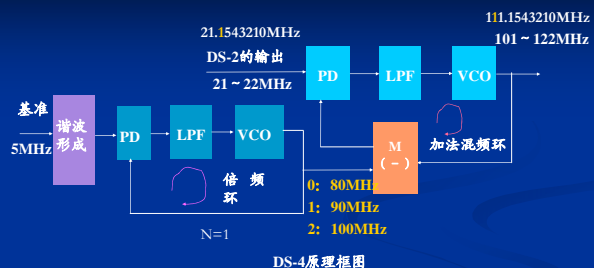 111.1543210MHz
21.1543210MHz
101～122MHz
DS-2的输出
21～22MHz
PD
LPF
VCO
基准
5MHz
谐波
形成
PD
LPF
VCO
M
（－）
加法混频环
倍 频
环
0: 80MHz
1: 90MHz
2: 100MHz
N=1
DS-4原理框图